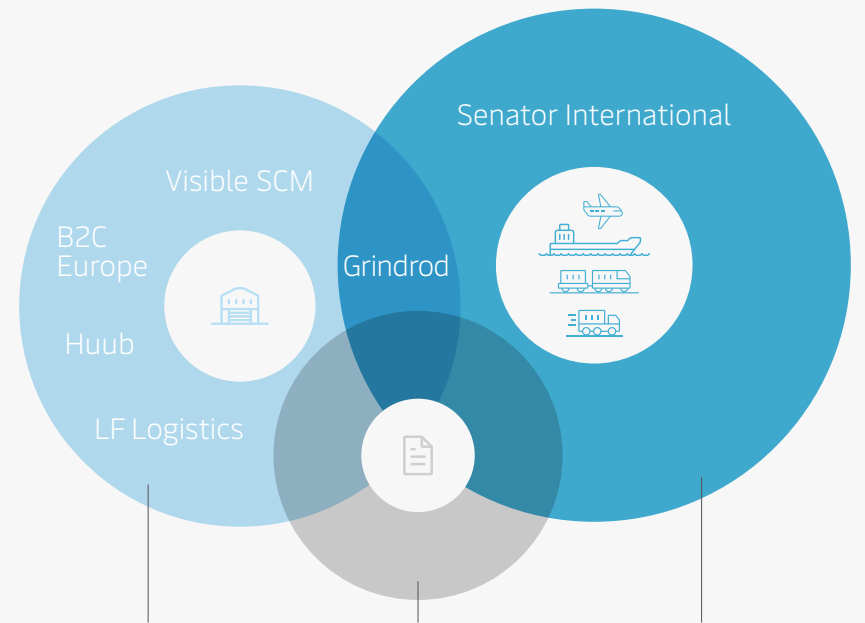 Senator International
Visible SCM
B2C
Europe
Grindrod
Huub
LF Logistics